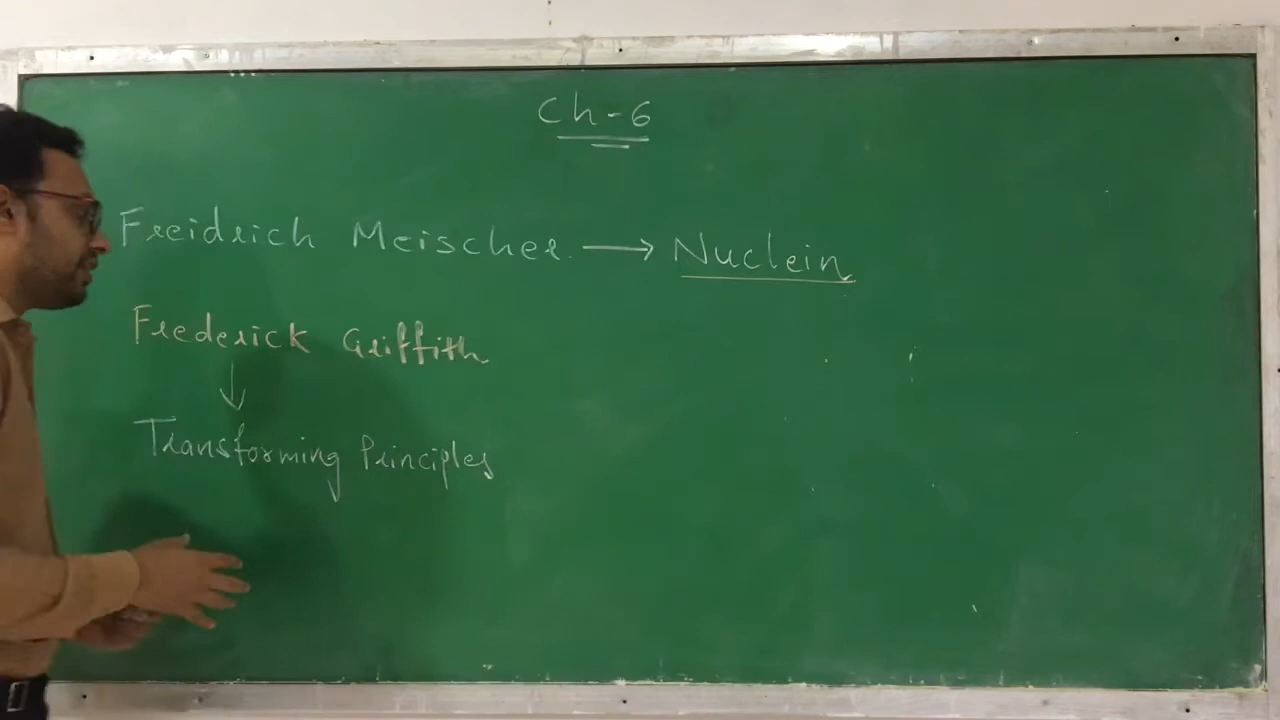 Ch-6
Freidrich Meischer. → Nuclein
Frederick Griffith
↓
Transforming Principles